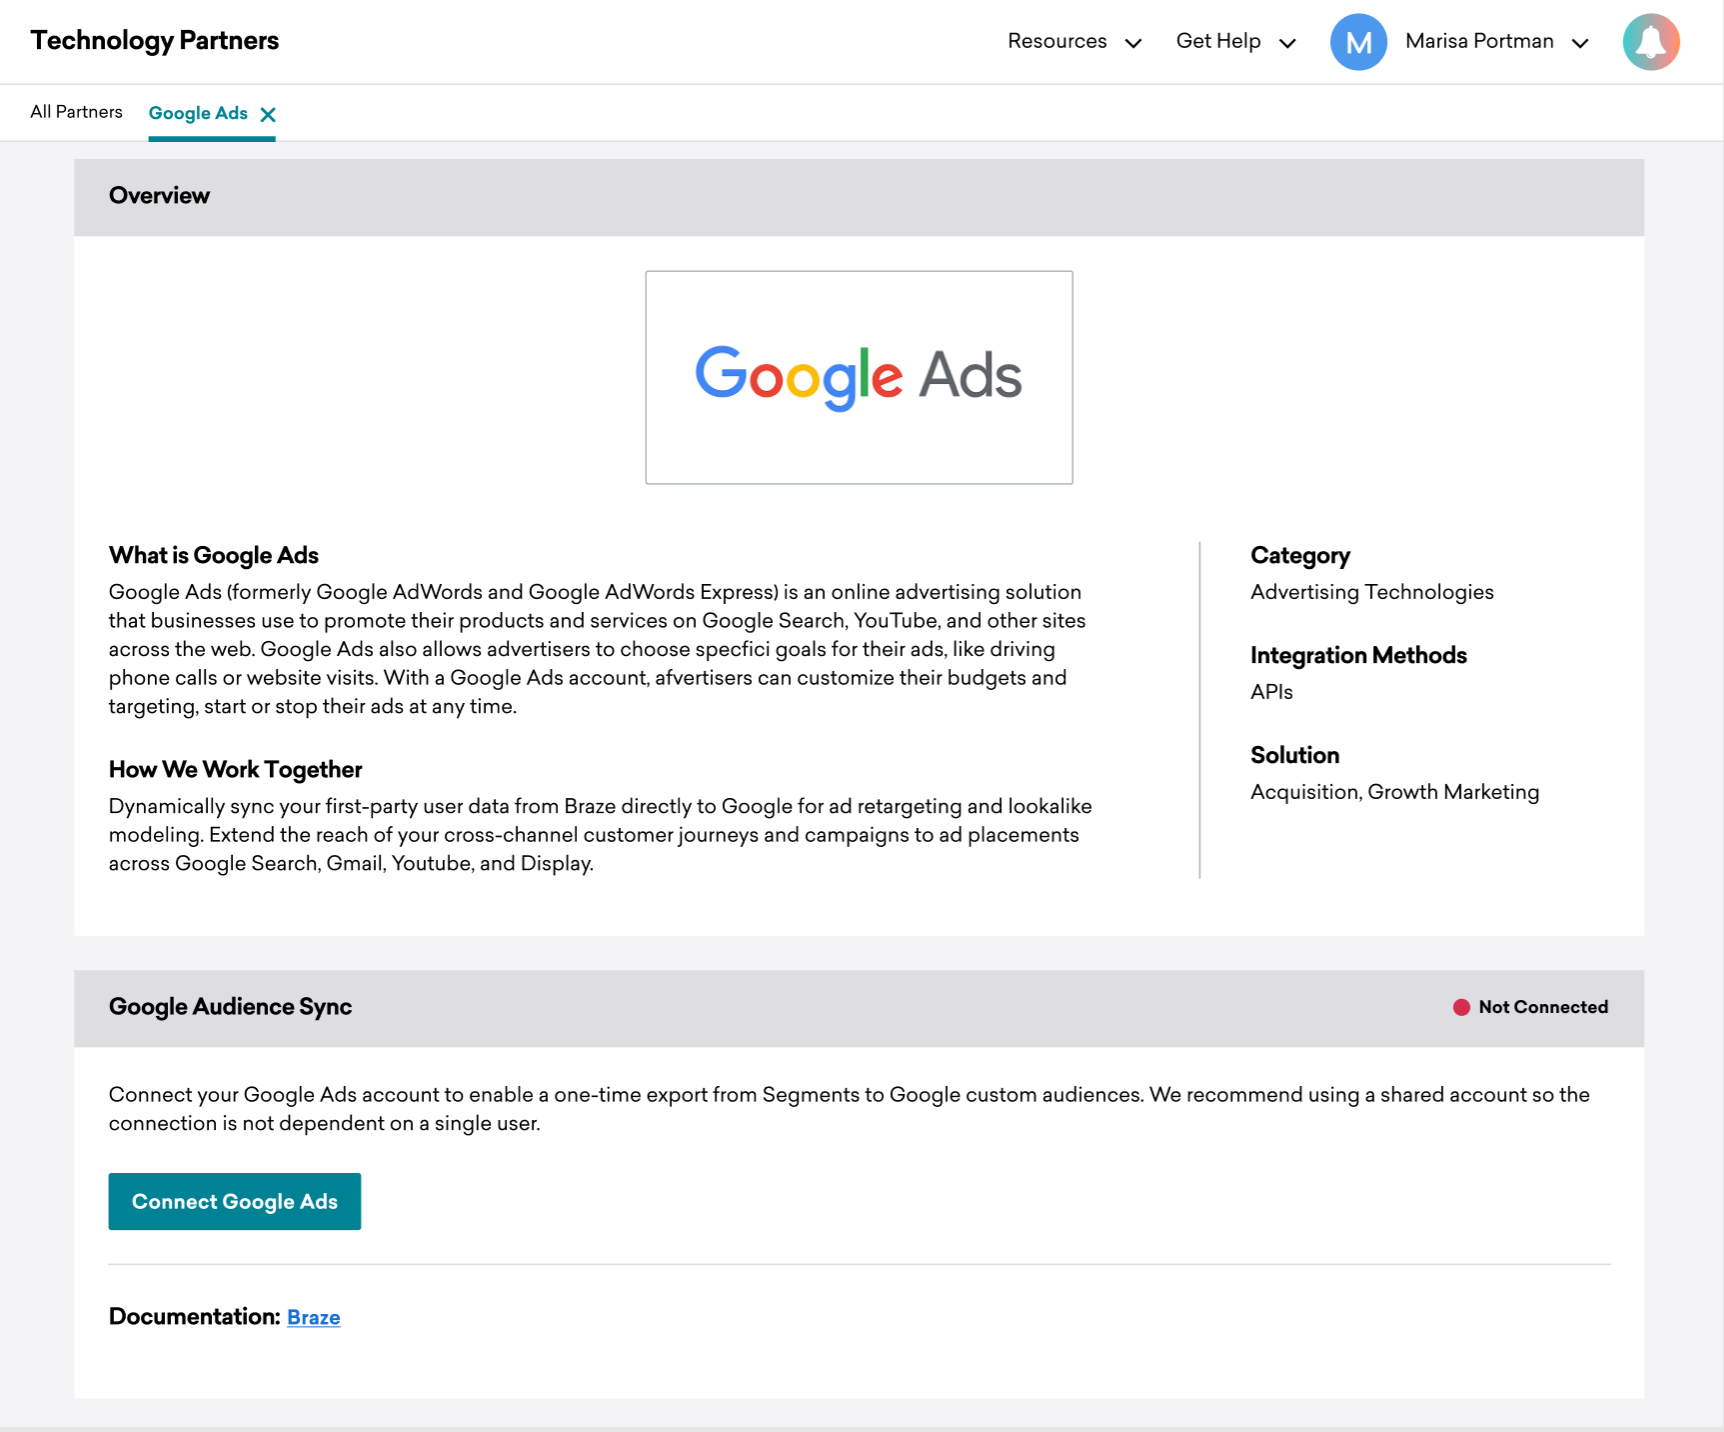 Technology Partners
Resources
Get Help
M
Marisa Portman
All Partners
Google Ads
Overview
Google Ads
What is Google Ads
Google Ads (formerly Google AdWords and Google AdWords Express) is an online advertising solution
that businesses use to promote their products and services on Google Search, YouTube, and other sites
across the web. Google Ads also allows advertisers to choose specfici goals for their ads, like driving
phone calls or website visits. With a Google Ads account, afvertisers can customize their budgets and
targeting, start or stop their ads at any time.
How We Work Together
Dynamically sync your first-party user data from Braze directly to Google for ad retargeting and lookalike
modeling. Extend the reach of your cross-channel customer journeys and campaigns to ad placements
across Google Search, Gmail, Youtube, and Display.
Category
Advertising Technologies
Integration Methods
APIs
Solution
Acquisition, Growth Marketing
Google Audience Sync
Not Connected
Connect your Google Ads account to enable a one-time export from Segments to Google custom audiences. We recommend using a shared account so the
connection is not dependent on a single user.
Connect Google Ads
Documentation: Braze